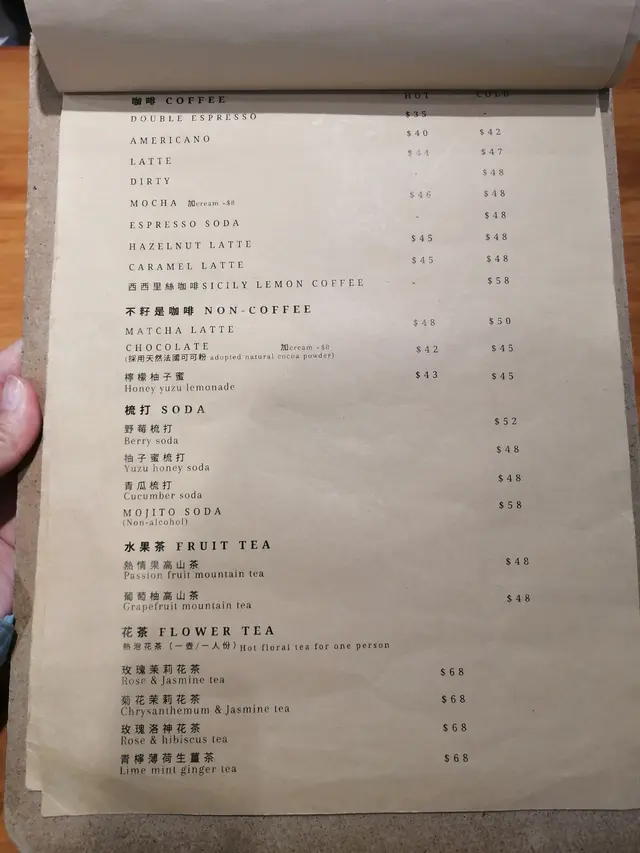 咖啡 COFFEE HOT COLD
DOUBLE ESPRESSO $35 -
AMERICANO $40 $42
LATTE $44 $47
DIRTY - $48
MOCHA 加cream +$8 $46 $48
ESPRESSO SODA - $48
HAZELNUT LATTE $45 $48
CARAMEL LATTE $45 $48
西西里絲咖啡SICILY LEMON COFFEE - $58
不籽是咖啡 NON-COFFEE
MATCHA LATTE $48 $50
CHOCOLATE 加cream +$8 $42 $45
(採用天然法國可可粉 adopted natural cocoa powder)
檸檬柚子蜜 $43 $45
Honey yuzu lemonade
梳打 SODA
野莓梳打 $52
Berry soda
柚子蜜梳打 $48
Yuzu honey soda
青瓜梳打 $48
Cucumber soda
MOJITO SODA $58
(Non-alcohol)
水果茶 FRUIT TEA
熱情果高山茶 $48
Passion fruit mountain tea
葡萄柚高山茶 $48
Grapefruit mountain tea
花茶 FLOWER TEA
熱泡花茶 (一壺/一人份) Hot floral tea for one person
玫瑰茉莉花茶 $68
Rose & Jasmine tea
菊花茉莉花茶 $68
Chrysanthemum & Jasmine tea
玫瑰洛神花茶 $68
Rose & hibiscus tea
青檸薄荷生薑茶 $68
Lime mint ginger tea